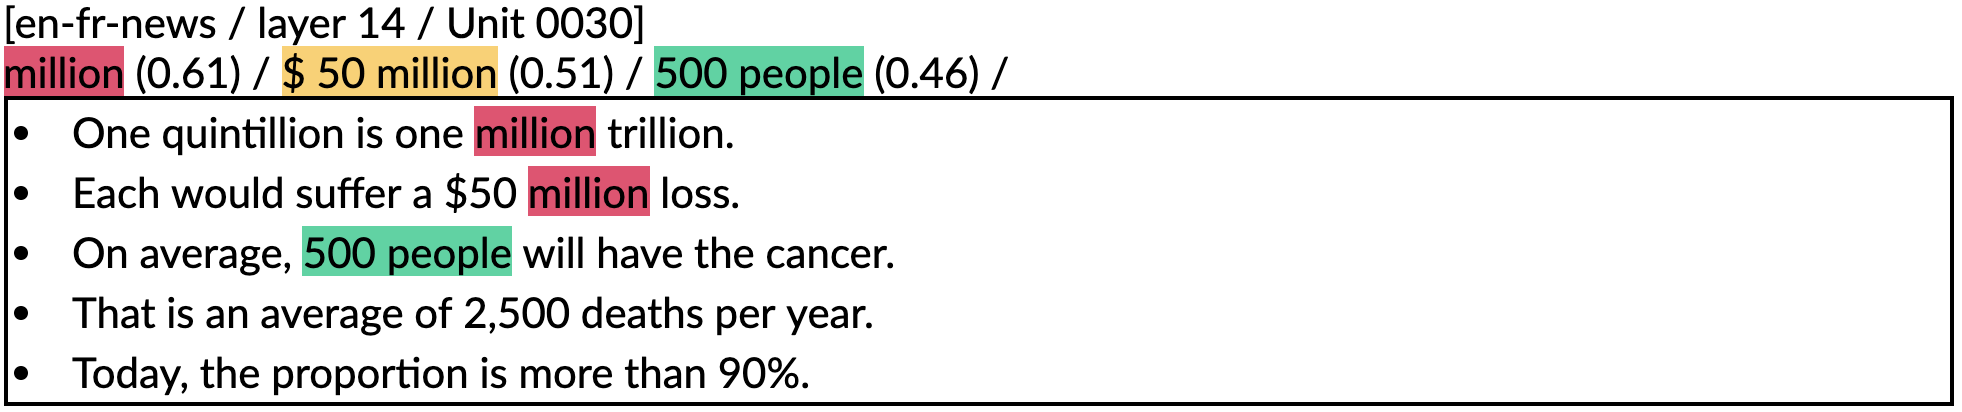 [en-fr-news / layer 14 / Unit 0030]
million (0.61) / $ 50 million (0.51) / 500 people (0.46) /
• One quintillion is one million trillion.
• Each would suffer a $50 million loss.
• On average, 500 people will have the cancer.
• That is an average of 2,500 deaths per year.
• Today, the proportion is more than 90%.